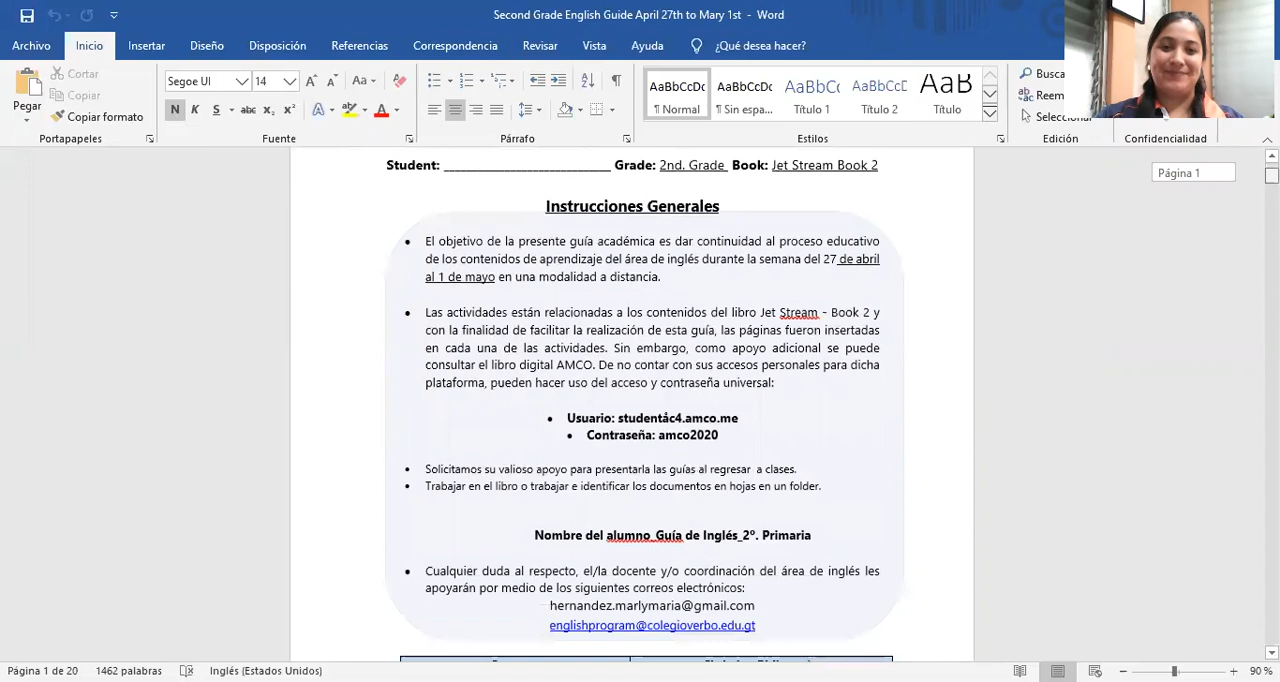 Second Grade English Guide April 27th to Mary 1st - Word
Archivo Inicio Insertar Diseño Disposición Referencias Correspondencia Revisar Vista Ayuda ¿Qué desea hacer?
Pegar
Cortar
Copiar
Copiar formato
Portapapeles
Segoe UI 14
N K S abc x₂ x²
Fuente
Párrafo
AaBbCcDc AaBbCcDc AaBbCc AaBbCcD AaB
¶ Normal ¶ Sin espa... Título 1 Título 2 Título
Estilos
Busca
Reem
Seleccionar
Edición
Confidencialidad
Página 1
Student: ____________________________ Grade: 2nd. Grade Book: Jet Stream Book 2
Instrucciones Generales
• El objetivo de la presente guía académica es dar continuidad al proceso educativo
de los contenidos de aprendizaje del área de inglés durante la semana del 27 de abril
al 1 de mayo en una modalidad a distancia.
• Las actividades están relacionadas a los contenidos del libro Jet Stream - Book 2 y
con la finalidad de facilitar la realización de esta guía, las páginas fueron insertadas
en cada una de las actividades. Sin embargo, como apoyo adicional se puede
consultar el libro digital AMCO. De no contar con sus accesos personales para dicha
plataforma, pueden hacer uso del acceso y contraseña universal:
• Usuario: studentác4.amco.me
• Contraseña: amco2020
• Solicitamos su valioso apoyo para presentarla las guías al regresar a clases.
• Trabajar en el libro o trabajar e identificar los documentos en hojas en un folder.
Nombre del alumno_Guía de Inglés_2º. Primaria
• Cualquier duda al respecto, el/la docente y/o coordinación del área de inglés les
apoyarán por medio de los siguientes correos electrónicos:
hernandez.marlymaria@gmail.com
englishprogram@colegioverbo.edu.gt
Página 1 de 20 1462 palabras Inglés (Estados Unidos) 90 %